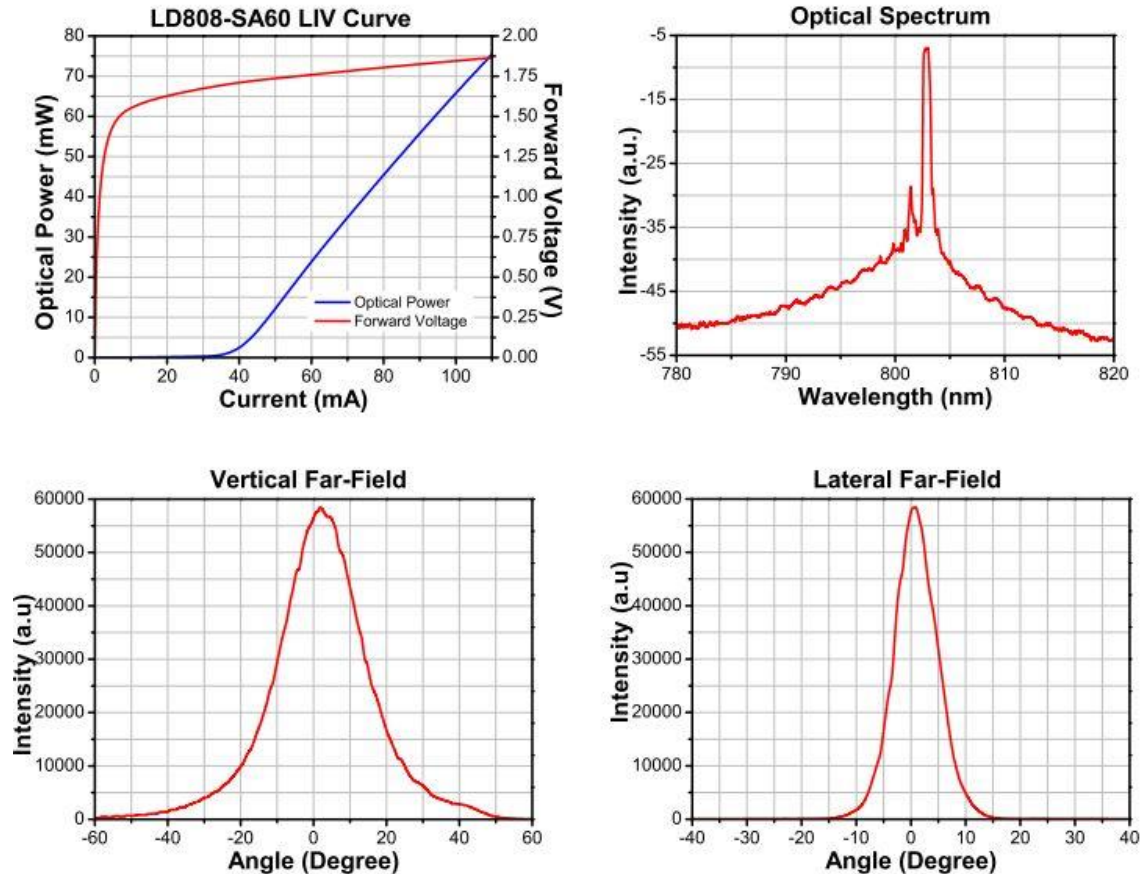 LD808-SA60 LIV Curve
Optical Power (mW)
80
70
60
50
40
30
20
10
0
2.00
1.75
1.50
1.25
1.00
0.75
0.50
0.25
0.00
Forward Voltage (V)
Optical Power
Forward Voltage
0 20 40 60 80 100
Current (mA)
Optical Spectrum
Intensity (a.u.)
-5
-15
-25
-35
-45
-55
780 790 800 810 820
Wavelength (nm)
Vertical Far-Field
Intensity (a.u)
60000
50000
40000
30000
20000
10000
0
-60 -40 -20 0 20 40 60
Angle (Degree)
Lateral Far-Field
Intensity (a.u)
60000
50000
40000
30000
20000
10000
0
-40 -30 -20 -10 0 10 20 30 40
Angle (Degree)